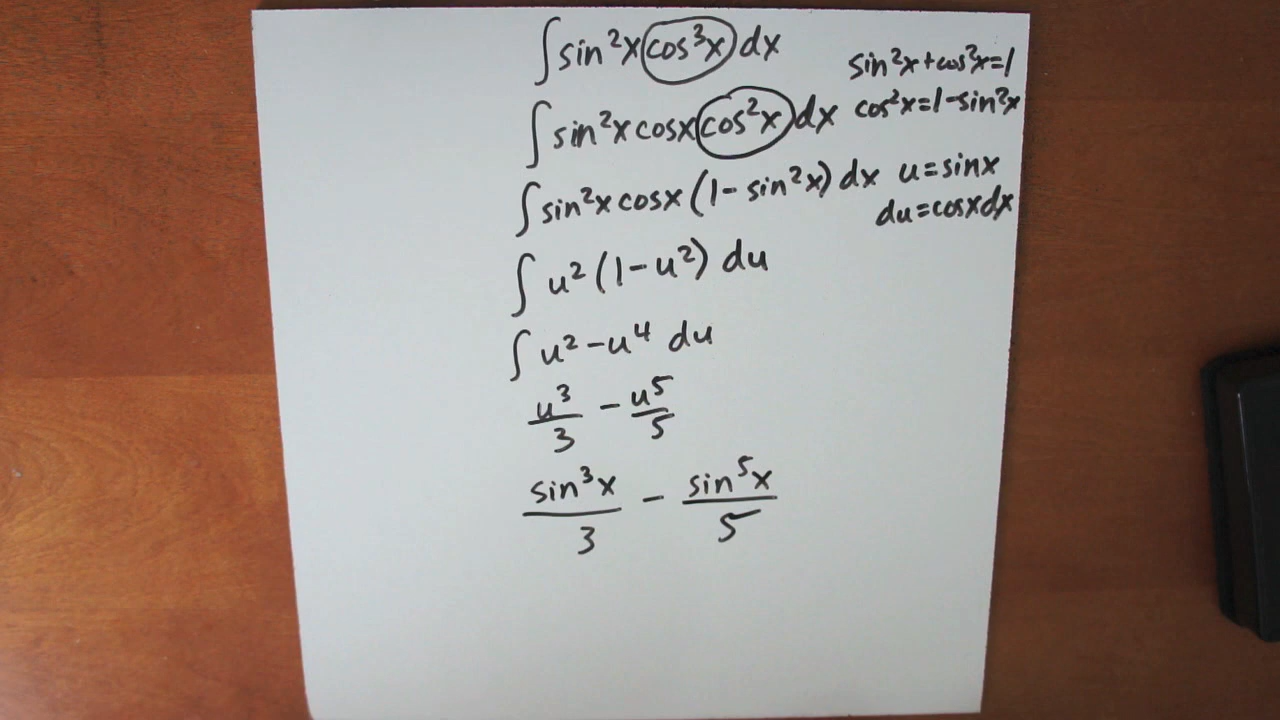 ∫sin²x cos³x dx
sin²x+cos²x=1
∫sin²x cosx cos²x dx
cos²x=1-sin²x
∫sin²x cosx (1-sin²x) dx
u=sinx
du=cosxdx
∫u²(1-u²) du
∫u²-u⁴ du
u³/3 - u⁵/5
sin³x/3 - sin⁵x/5